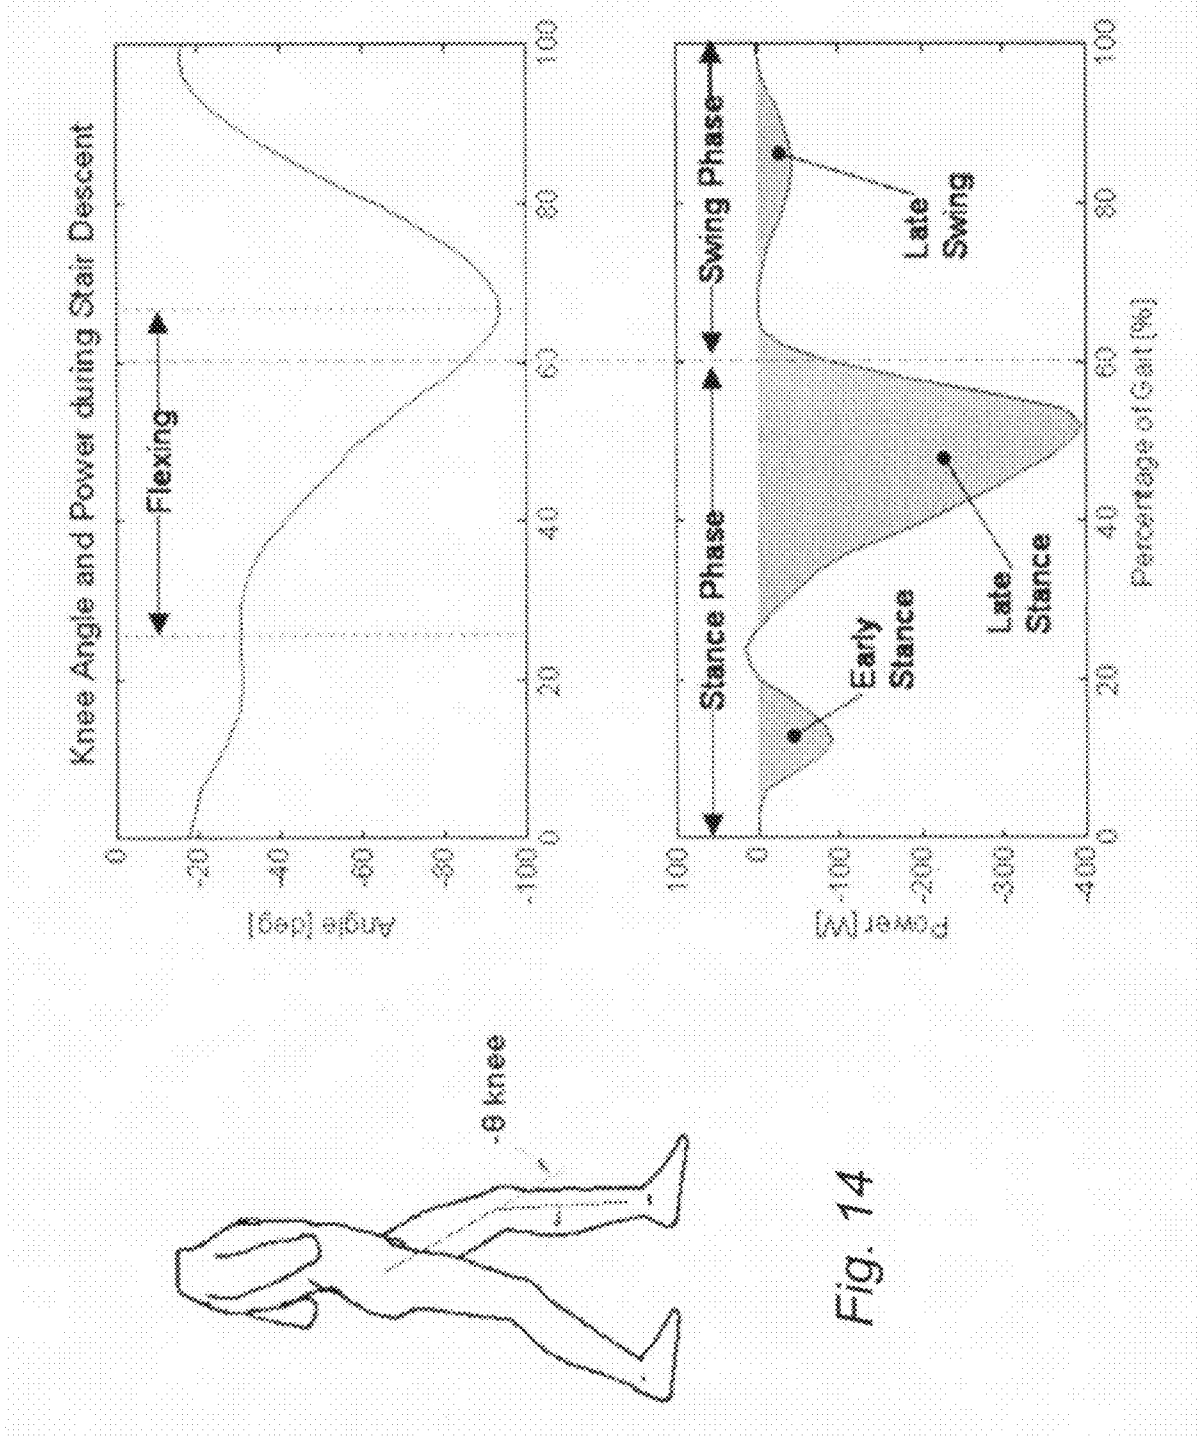 Knee Angle and Power during Stair Descent
Angle [deg]
0
-20
-40
-60
-80
-100
Flexing
0
20
40
60
80
100
Power [W]
100
0
-100
-200
-300
-400
Stance Phase
Swing Phase
Early
Stance
Late
Stance
Late
Swing
0
20
40
60
80
100
Percentage of Gait [%]
-θ knee
Fig. 14